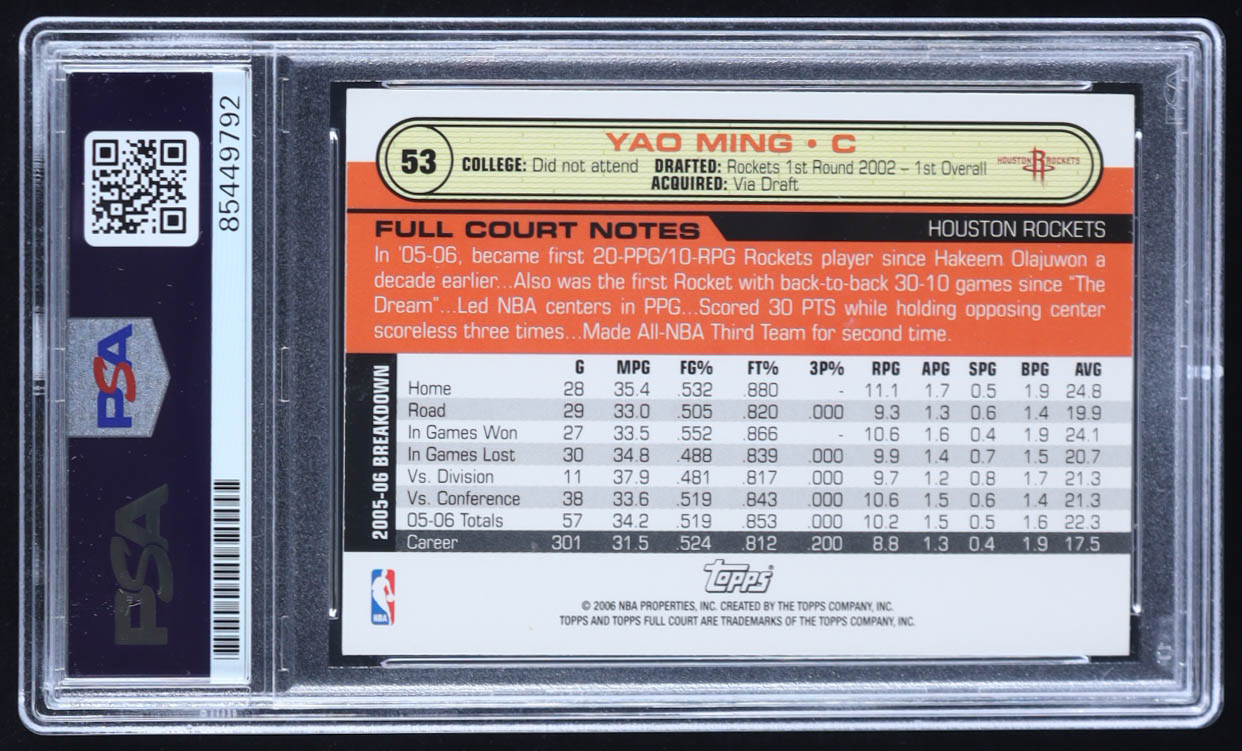 85449792
PSA
PSA
53
YAO MING • C
COLLEGE: Did not attend DRAFTED: Rockets 1st Round 2002 – 1st Overall
ACQUIRED: Via Draft
HOUSTON R ROCKETS
FULL COURT NOTES
HOUSTON ROCKETS
In '05-06, became first 20-PPG/10-RPG Rockets player since Hakeem Olajuwon a
decade earlier...Also was the first Rocket with back-to-back 30-10 games since “The
Dream”...Led NBA centers in PPG...Scored 30 PTS while holding opposing center
scoreless three times...Made All-NBA Third Team for second time.
2005-06 BREAKDOWN
G MPG FG% FT% 3P% RPG APG SPG BPG AVG
Home 28 35.4 .532 .880 - 11.1 1.7 0.5 1.9 24.8
Road 29 33.0 .505 .820 .000 9.3 1.3 0.6 1.4 19.9
In Games Won 27 33.5 .552 .866 - 10.6 1.6 0.4 1.9 24.1
In Games Lost 30 34.8 .488 .839 .000 9.9 1.4 0.7 1.5 20.7
Vs. Division 11 37.9 .481 .817 .000 9.7 1.2 0.8 1.7 21.3
Vs. Conference 38 33.6 .519 .843 .000 10.6 1.5 0.6 1.4 21.3
05-06 Totals 57 34.2 .519 .853 .000 10.2 1.5 0.5 1.6 22.3
Career 301 31.5 .524 .812 .200 8.8 1.3 0.4 1.9 17.5
NBA
Topps®
© 2006 NBA PROPERTIES, INC. CREATED BY THE TOPPS COMPANY, INC.
TOPPS AND TOPPS FULL COURT ARE TRADEMARKS OF THE TOPPS COMPANY, INC.